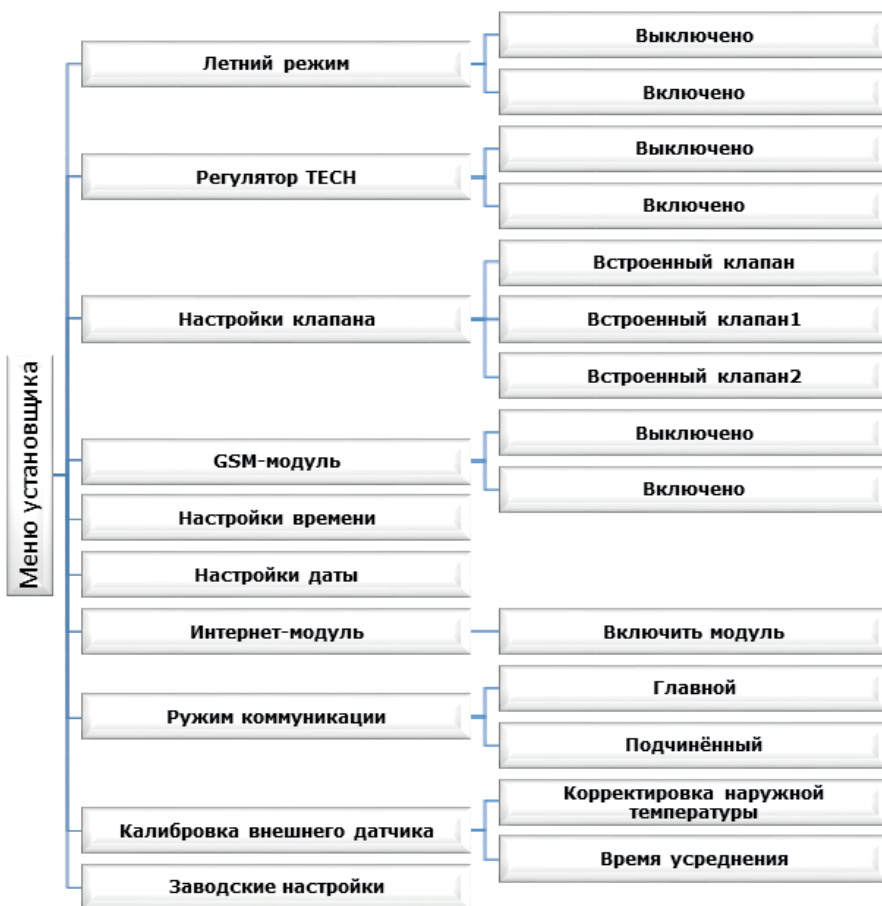 Меню установщика
Летний режим
Выключено
Включено
Регулятор TECH
Выключено
Включено
Настройки клапана
Встроенный клапан
Встроенный клапан1
Встроенный клапан2
GSM-модуль
Выключено
Включено
Настройки времени
Настройки даты
Интернет-модуль
Включить модуль
Ружим коммуникации
Главной
Подчинённый
Калибровка внешнего датчика
Корректировка наружной
температуры
Время усреднения
Заводские настройки